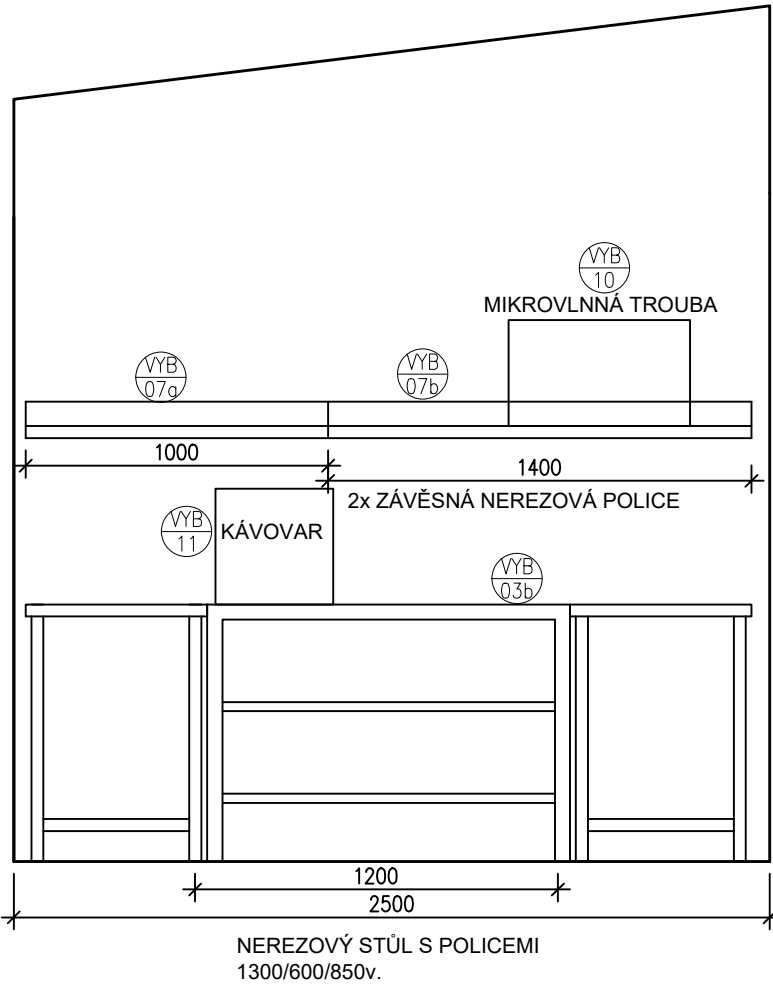 VYB
10
MIKROVLNNÁ TROUBA
VYB
07a
VYB
07b
1000
1400
2x ZÁVĚSNÁ NEREZOVÁ POLICE
VYB
11
KÁVOVAR
VYB
03b
1200
2500
NEREZOVÝ STŮL S POLICEMI
1300/600/850v.